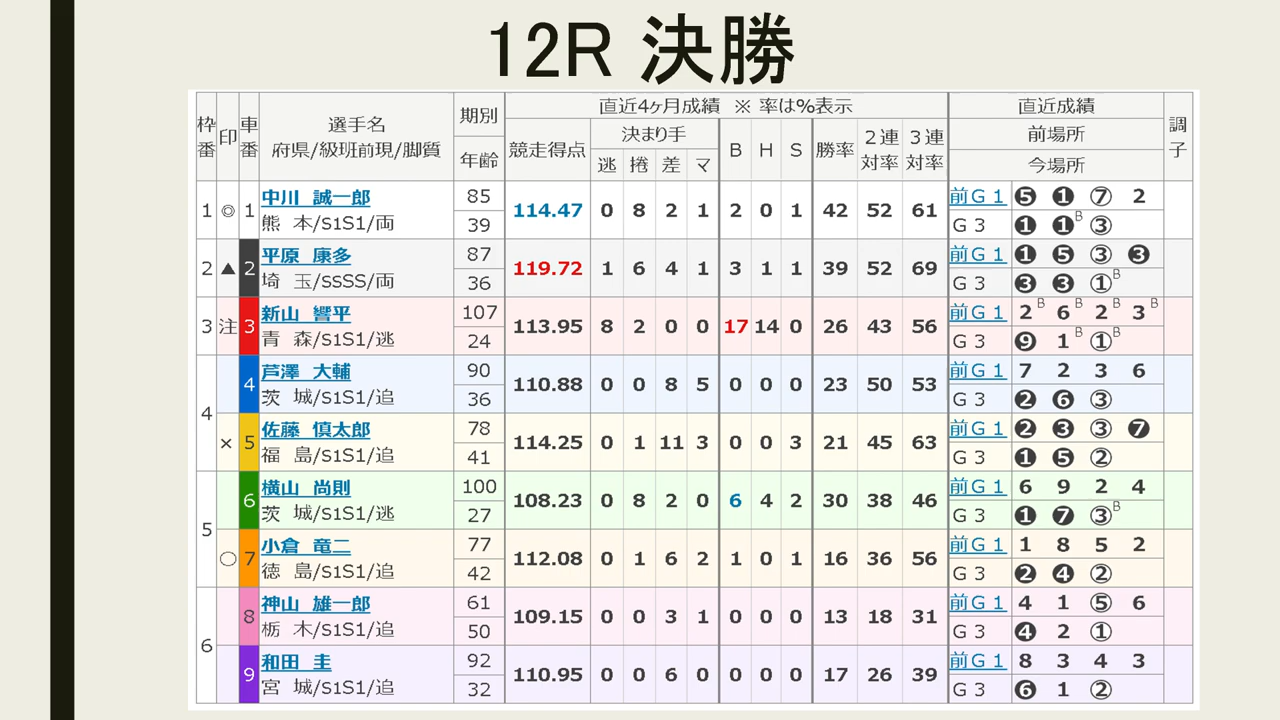 12R 決勝
枠番 印 車番 選手名 府県/級班前現/脚質 期別 年齢 競走得点 直近4ヶ月成績 ※ 率は%表示 直近成績 調子
決まり手 前場所
逃 捲 差 マ B H S 勝率 2連対率 3連対率 今場所
1 ◎ 1 中川 誠一郎 85 114.47 0 8 2 1 2 0 1 42 52 61 前G1 ❺ ❶ ⑦ 2
熊 本/S1S1/両 39 G3 ❶ ❶B ③
2 ▲ 2 平原 康多 87 119.72 1 6 4 1 3 1 1 39 52 69 前G1 ❶ ❺ ③ ❸
埼 玉/SSSS/両 36 G3 ❸ ❸ ①B
3 注 3 新山 響平 107 113.95 8 2 0 0 17 14 0 26 43 56 前G1 2B 6B 2B 3B
青 森/S1S1/逃 24 G3 ❾ 1B ①B
4 4 芦澤 大輔 90 110.88 0 0 8 5 0 0 0 23 50 53 前G1 7 2 3 6
茨 城/S1S1/追 36 G3 ❷ ❻ ③
× 5 佐藤 慎太郎 78 114.25 0 1 11 3 0 0 3 21 45 63 前G1 ❷ ❸ ③ ❼
福 島/S1S1/追 41 G3 ❶ ❺ ②
5 6 横山 尚則 100 108.23 0 8 2 0 6 4 2 30 38 46 前G1 6 9 2 4
茨 城/S1S1/逃 27 G3 ❶ ❼ ③B
○ 7 小倉 竜二 77 112.08 0 1 6 2 1 0 1 16 36 56 前G1 1 8 5 2
徳 島/S1S1/追 42 G3 ❷ ❹ ②
6 8 神山 雄一郎 61 109.15 0 0 3 1 0 0 0 13 18 31 前G1 4 1 ⑤ 6
栃 木/S1S1/追 50 G3 ❹ 2 ①
9 和田 圭 92 110.95 0 0 6 0 0 0 0 17 26 39 前G1 8 3 4 3
宮 城/S1S1/追 32 G3 ❻ 1 ②